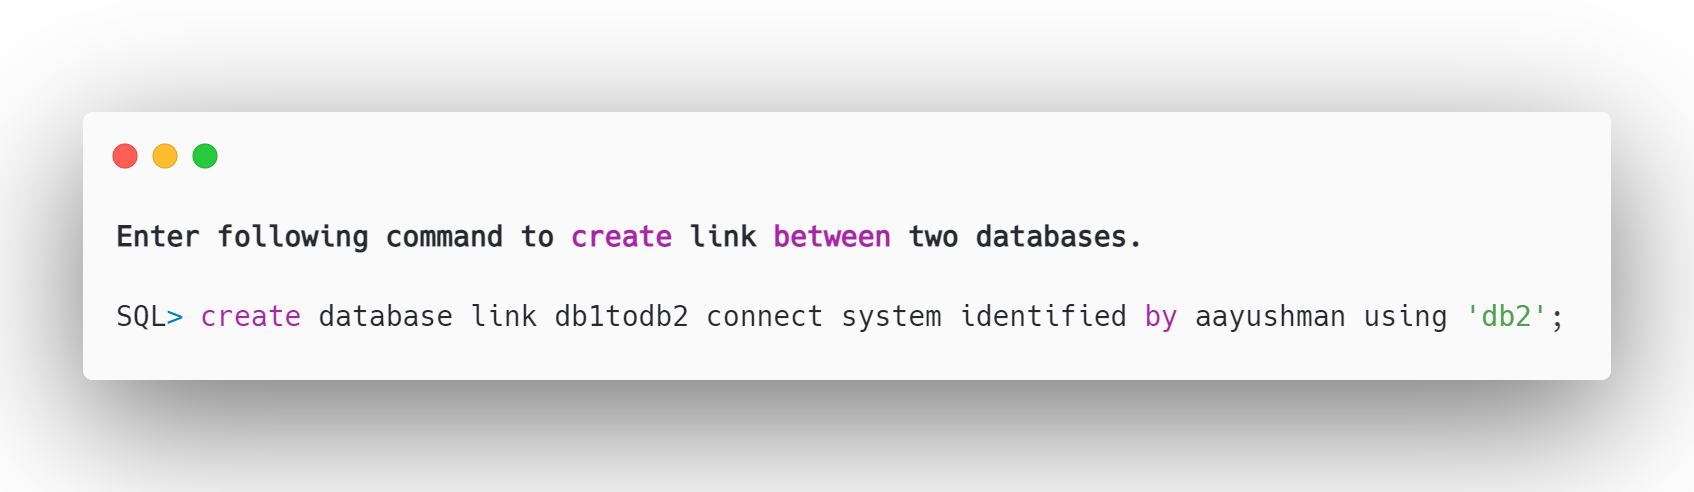 Enter following command to create link between two databases.
SQL> create database link db1todb2 connect system identified by aayushman using 'db2';